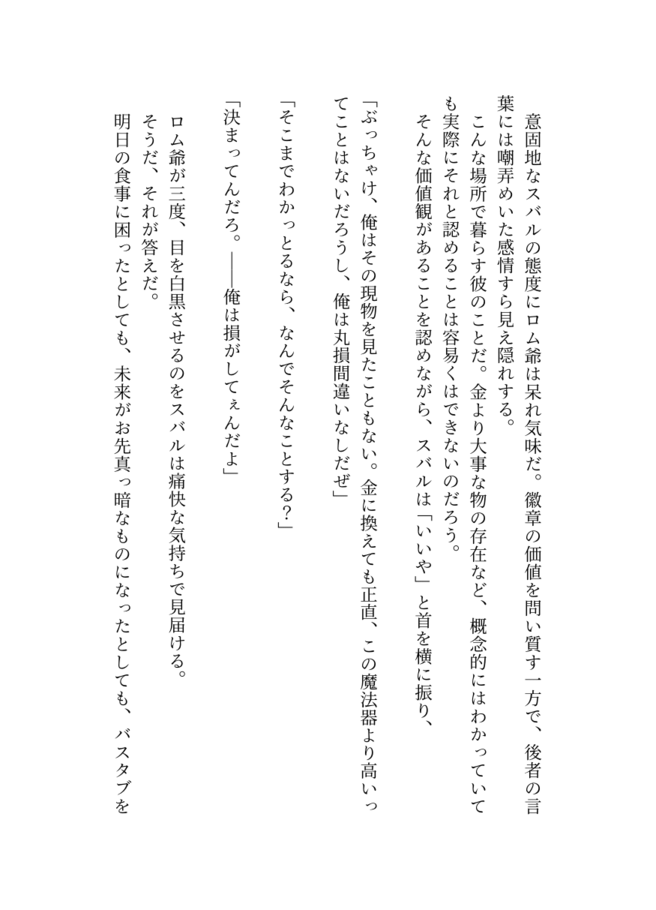 意固地なスバルの態度にロム爺は呆れ気味だ。徽章の価値を問い質す一方で、後者の言
葉には嘲弄めいた感情すら見え隠れする。
こんな場所で暮らす彼のことだ。金より大事な物の存在など、概念的にはわかっていて
も実際にそれと認めることは容易くはできないのだろう。
そんな価値観があることを認めながら、スバルは「いいや」と首を横に振り、
「ぶっちゃけ、俺はその現物を見たこともない。金に換えても正直、この魔法器より高いっ
てことはないだろうし、俺は丸損間違いなしだぜ」
「そこまでわかっとるなら、なんでそんなことする？」
「決まってんだろ。――俺は損がしてぇんだよ」
ロム爺が三度、目を白黒させるのをスバルは痛快な気持ちで見届ける。
そうだ、それが答えだ。
明日の食事に困ったとしても、未来がお先真っ暗なものになったとしても、バスタブを